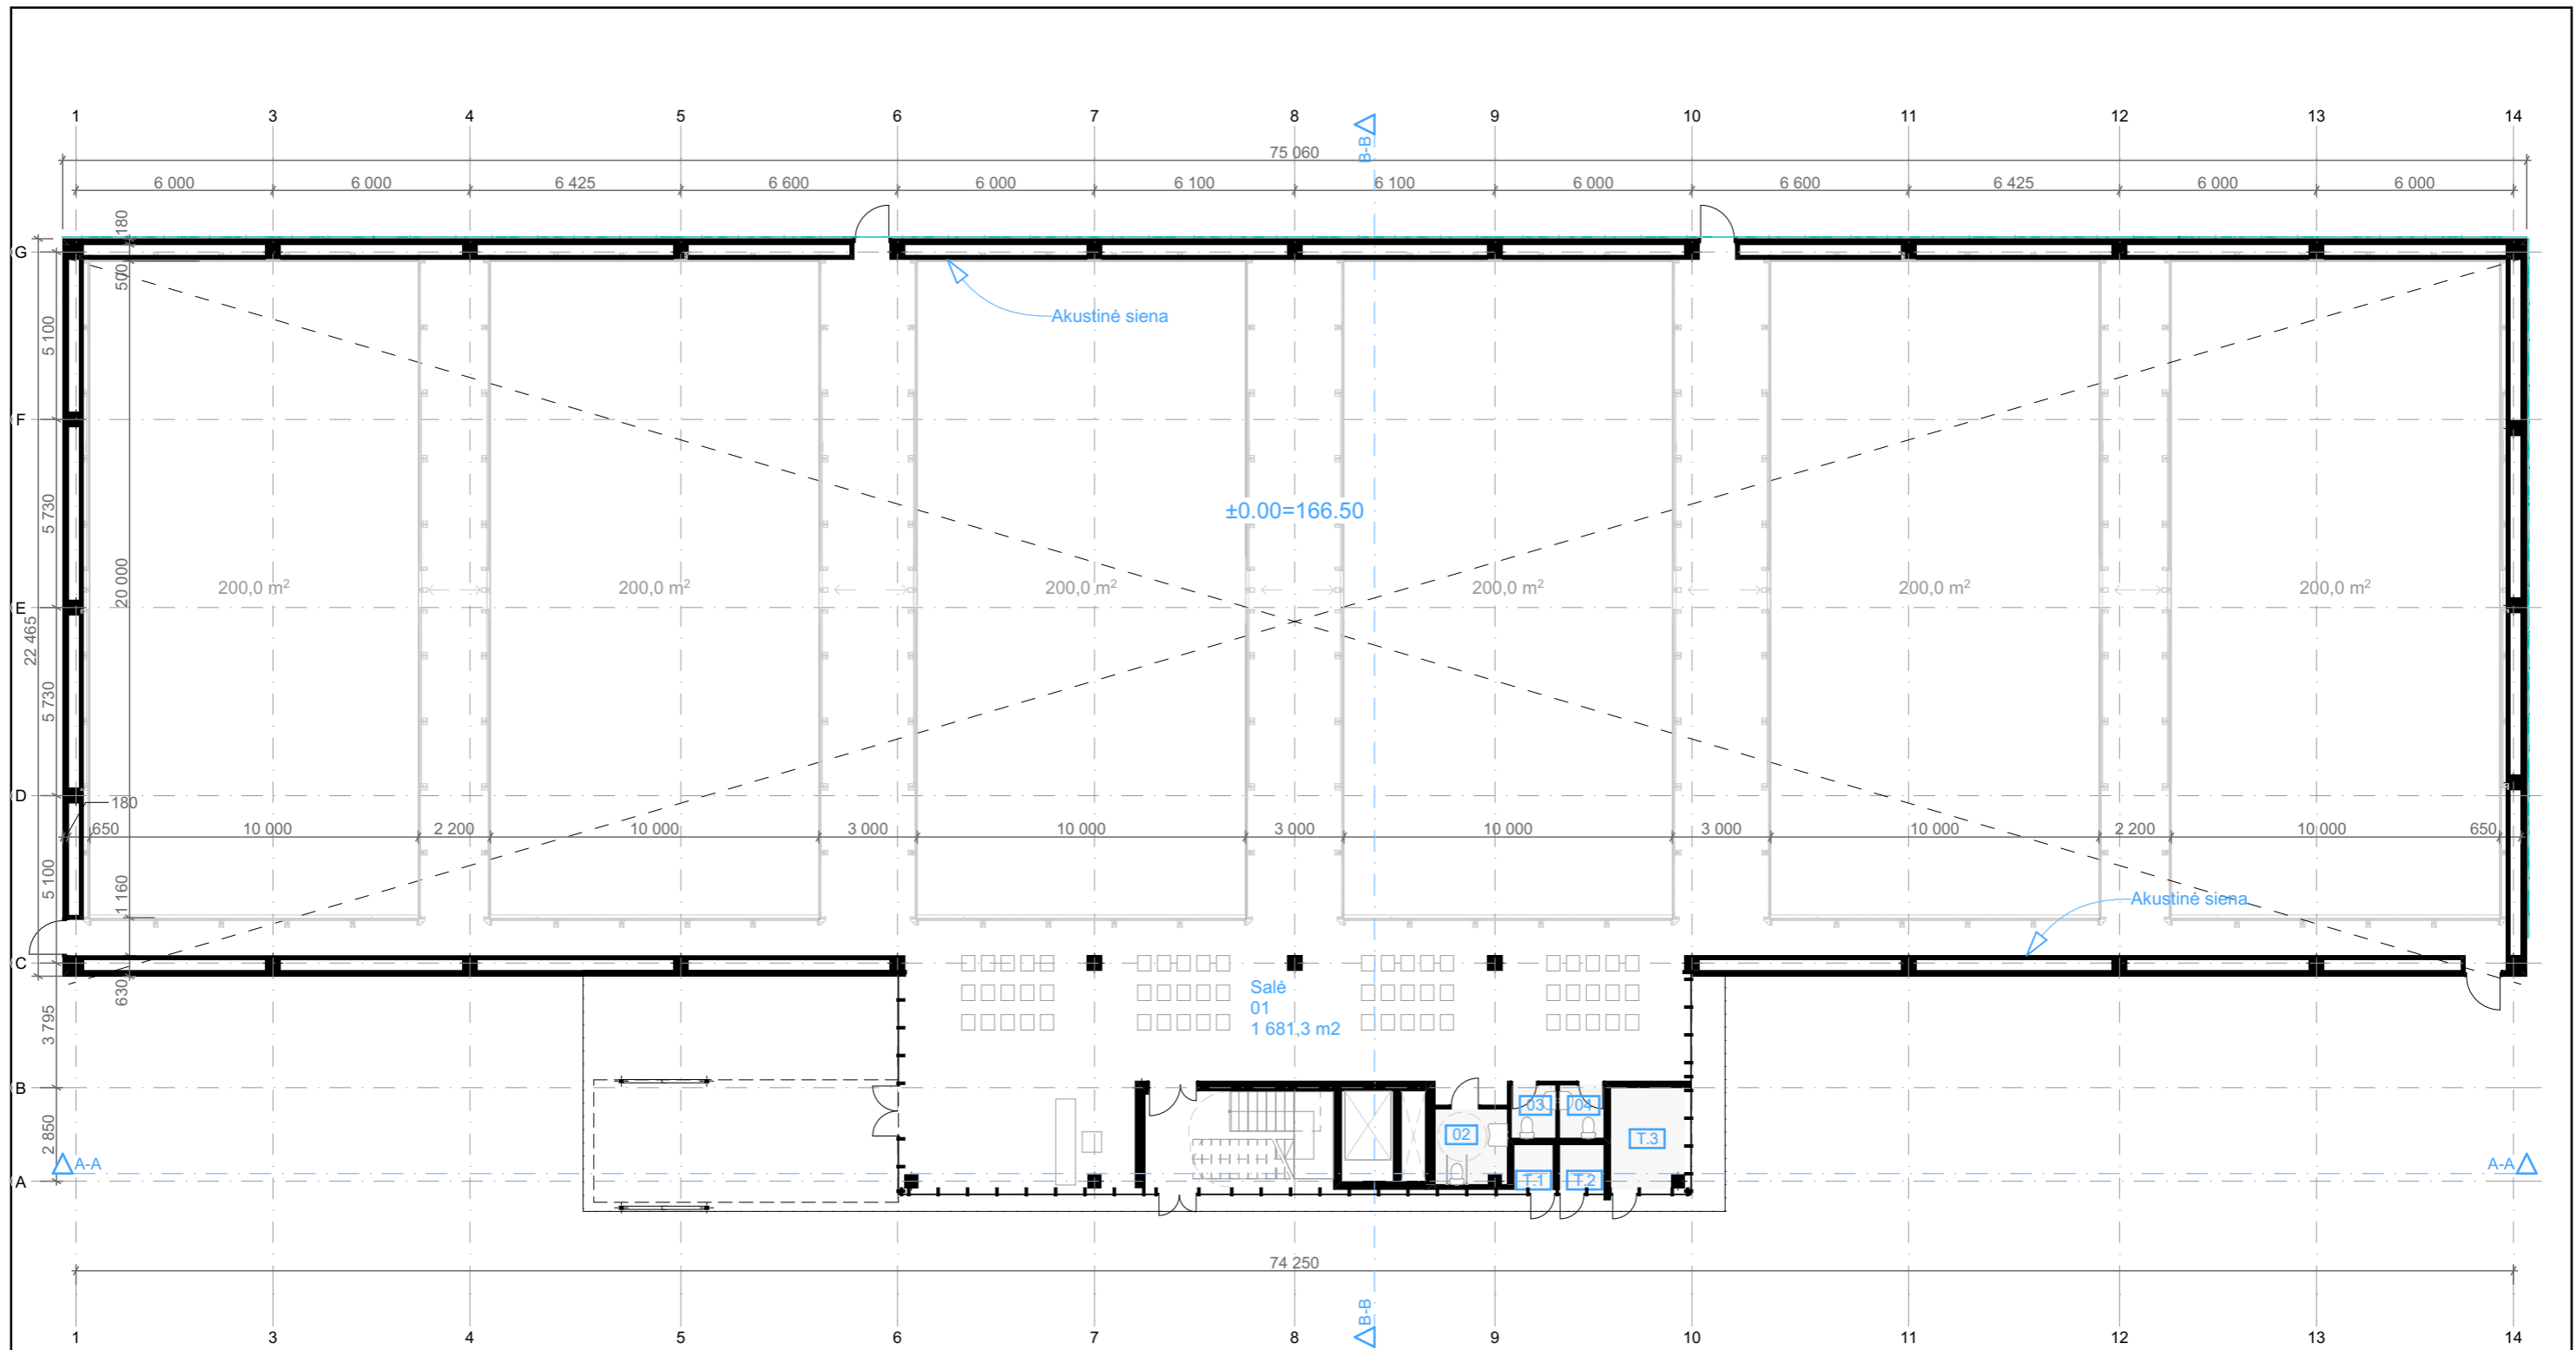 1 3 4 5 6 7 8 9 10 11 12 13 14
B-B
75 060
6 000 6 000 6 425 6 600 6 000 6 100 6 100 6 000 6 600 6 425 6 000 6 000
180
G
500
5 100
Akustinė siena
F
±0.00=166.50
5 730
20 000
200,0 m² 200,0 m² 200,0 m² 200,0 m² 200,0 m² 200,0 m²
E
22 465
5 730
D
180
650 10 000 2 200 10 000 3 000 10 000 3 000 10 000 3 000 10 000 2 200 10 000 650
5 100
1 160
Akustinė siena
C
630
Salė
01
1 681,3 m2
3 795
B
03 04
02
T.3
2 850
A-A A-A
T.1 T.2
A
74 250
B-B
1 3 4 5 6 7 8 9 10 11 12 13 14